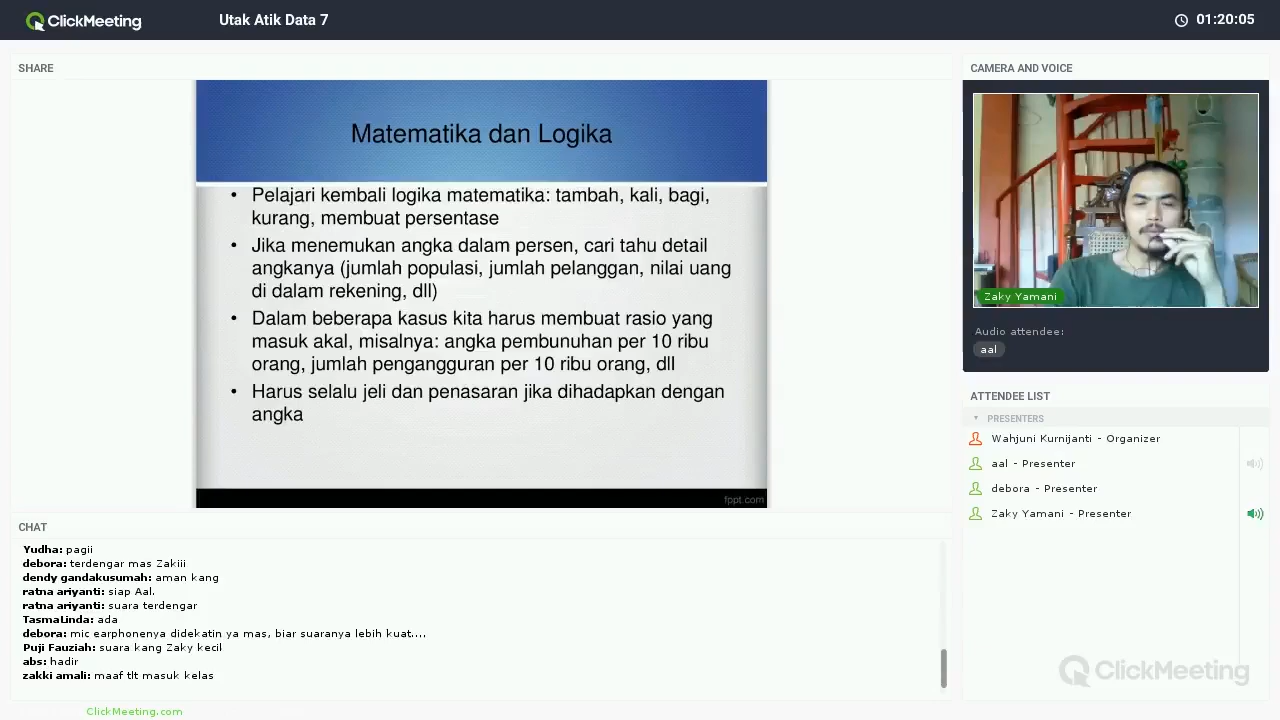 ClickMeeting
Utak Atik Data 7
01:20:05
SHARE
Matematika dan Logika
• Pelajari kembali logika matematika: tambah, kali, bagi,
kurang, membuat persentase
• Jika menemukan angka dalam persen, cari tahu detail
angkanya (jumlah populasi, jumlah pelanggan, nilai uang
di dalam rekening, dll)
• Dalam beberapa kasus kita harus membuat rasio yang
masuk akal, misalnya: angka pembunuhan per 10 ribu
orang, jumlah pengangguran per 10 ribu orang, dll
• Harus selalu jeli dan penasaran jika dihadapkan dengan
angka
fppt.com
CHAT
Yudha: pagii
debora: terdengar mas Zakiii
dendy gandakusumah: aman kang
ratna ariyanti: siap Aal.
ratna ariyanti: suara terdengar
TasmaLinda: ada
debora: mic earphonenya didekatin ya mas, biar suaranya lebih kuat....
Puji Fauziah: suara kang Zaky kecil
abs: hadir
zakki amali: maaf tlt masuk kelas
ClickMeeting.com
CAMERA AND VOICE
Zaky Yamani
Audio attendee:
aal
ATTENDEE LIST
PRESENTERS
Wahjuni Kurnijanti - Organizer
aal - Presenter
debora - Presenter
Zaky Yamani - Presenter
ClickMeeting